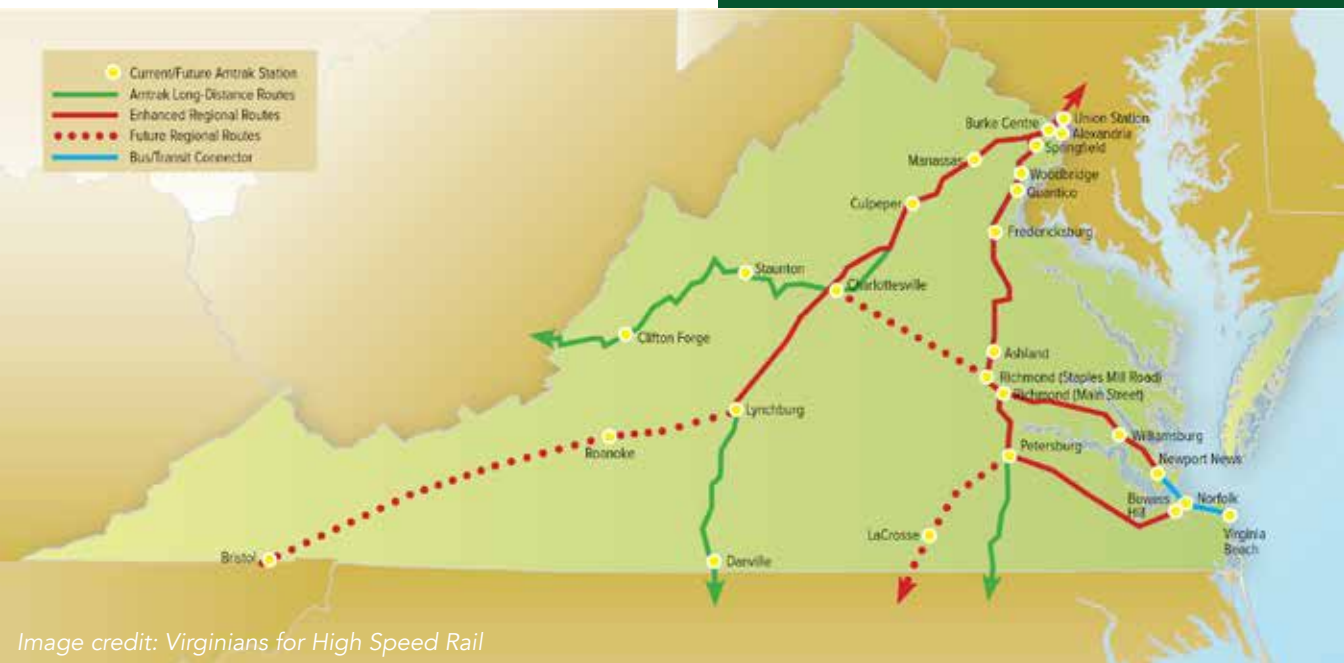 Current/Future Amtrak Station
Amtrak Long-Distance Routes
Enhanced Regional Routes
Future Regional Routes
Bus/Transit Connector
Burke Centre
Union Station
Alexandria
Springfield
Manassas
Woodbridge
Quantico
Culpeper
Fredericksburg
Staunton
Charlottesville
Clifton Forge
Ashland
Richmond (Staples Mill Road)
Richmond (Main Street)
Lynchburg
Williamsburg
Roanoke
Petersburg
Newport News
Bowers
Hill
Norfolk
LaCrosse
Virginia
Beach
Bristol
Danville
Image credit: Virginians for High Speed Rail